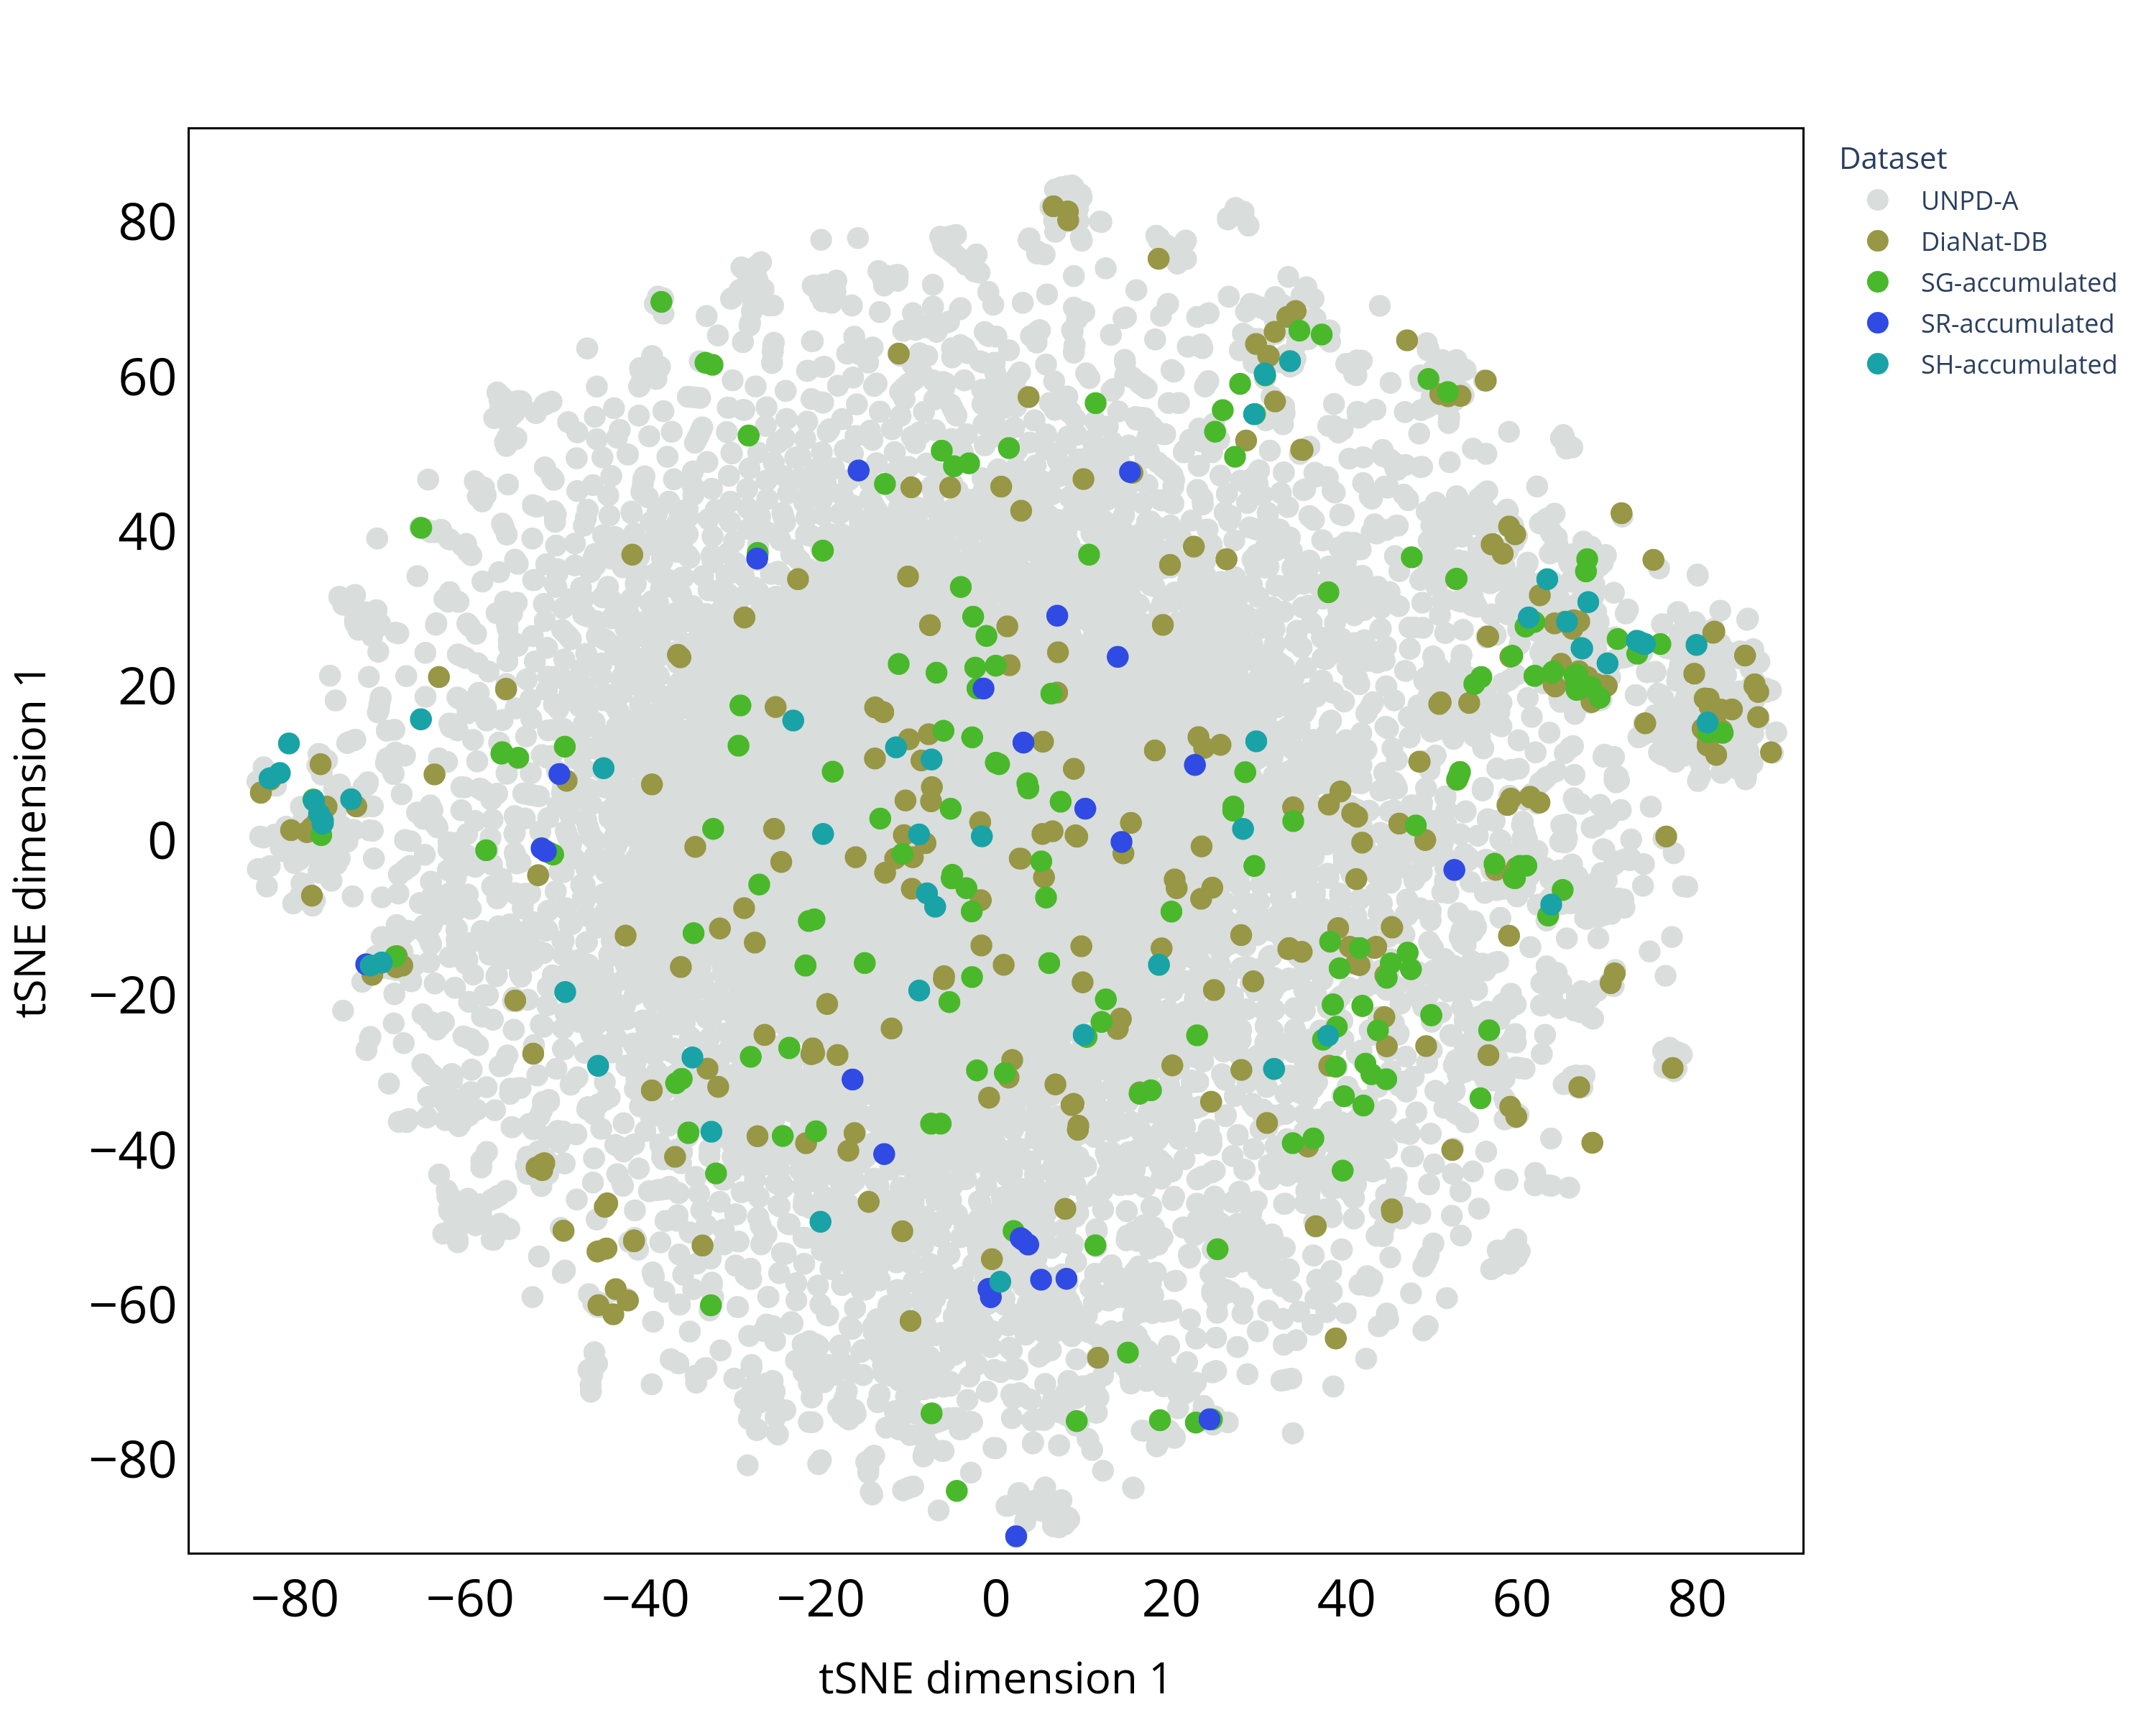 Dataset
UNPD-A
DiaNat-DB
SG-accumulated
SR-accumulated
SH-accumulated
80
60
40
20
0
−20
−40
−60
−80
tSNE dimension 1
−80 −60 −40 −20 0 20 40 60 80
tSNE dimension 1